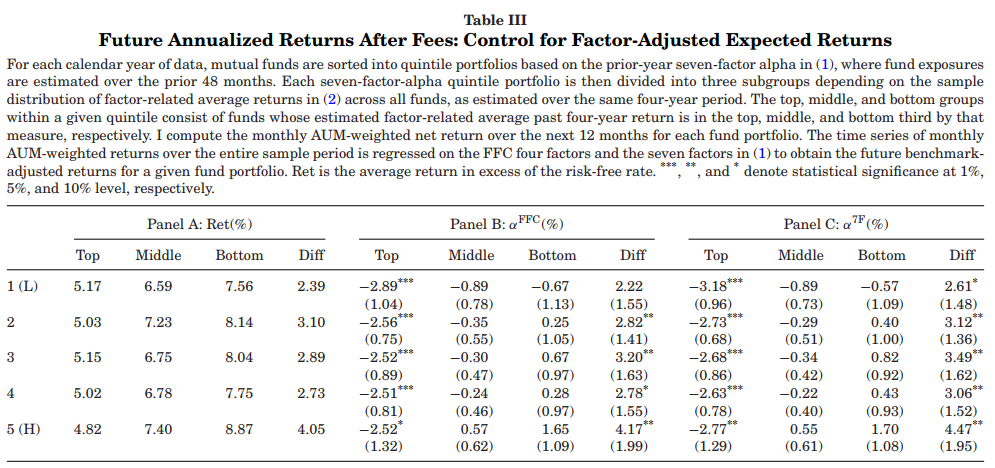 Table III
Future Annualized Returns After Fees: Control for Factor-Adjusted Expected Returns
For each calendar year of data, mutual funds are sorted into quintile portfolios based on the prior-year seven-factor alpha in (1), where fund exposures
are estimated over the prior 48 months. Each seven-factor-alpha quintile portfolio is then divided into three subgroups depending on the sample
distribution of factor-related average returns in (2) across all funds, as estimated over the same four-year period. The top, middle, and bottom groups
within a given quintile consist of funds whose estimated factor-related average past four-year return is in the top, middle, and bottom third by that
measure, respectively. I compute the monthly AUM-weighted net return over the next 12 months for each fund portfolio. The time series of monthly
AUM-weighted returns over the entire sample period is regressed on the FFC four factors and the seven factors in (1) to obtain the future benchmark-
adjusted returns for a given fund portfolio. Ret is the average return in excess of the risk-free rate. ***, **, and * denote statistical significance at 1%,
5%, and 10% level, respectively.
Panel A: Ret(%) Panel B: α^FFC(%) Panel C: α^7F(%)
Top Middle Bottom Diff Top Middle Bottom Diff Top Middle Bottom Diff
1 (L) 5.17 6.59 7.56 2.39 −2.89*** −0.89 −0.67 2.22 −3.18*** −0.89 −0.57 2.61*
(1.04) (0.78) (1.13) (1.55) (0.96) (0.73) (1.09) (1.48)
2 5.03 7.23 8.14 3.10 −2.56*** −0.35 0.25 2.82** −2.73*** −0.29 0.40 3.12**
(0.75) (0.55) (1.05) (1.41) (0.68) (0.51) (1.00) (1.36)
3 5.15 6.75 8.04 2.89 −2.52*** −0.30 0.67 3.20** −2.68*** −0.34 0.82 3.49**
(0.89) (0.47) (0.97) (1.63) (0.86) (0.42) (0.92) (1.62)
4 5.02 6.78 7.75 2.73 −2.51*** −0.24 0.28 2.78* −2.63*** −0.22 0.43 3.06**
(0.81) (0.46) (0.97) (1.55) (0.78) (0.40) (0.93) (1.52)
5 (H) 4.82 7.40 8.87 4.05 −2.52* 0.57 1.65 4.17** −2.77** 0.55 1.70 4.47**
(1.32) (0.62) (1.09) (1.99) (1.29) (0.61) (1.08) (1.95)